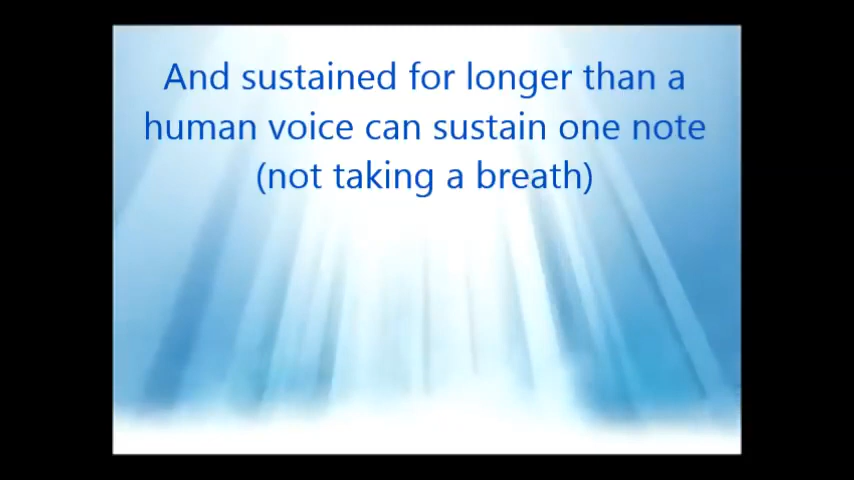 And sustained for longer than a
human voice can sustain one note
(not taking a breath)